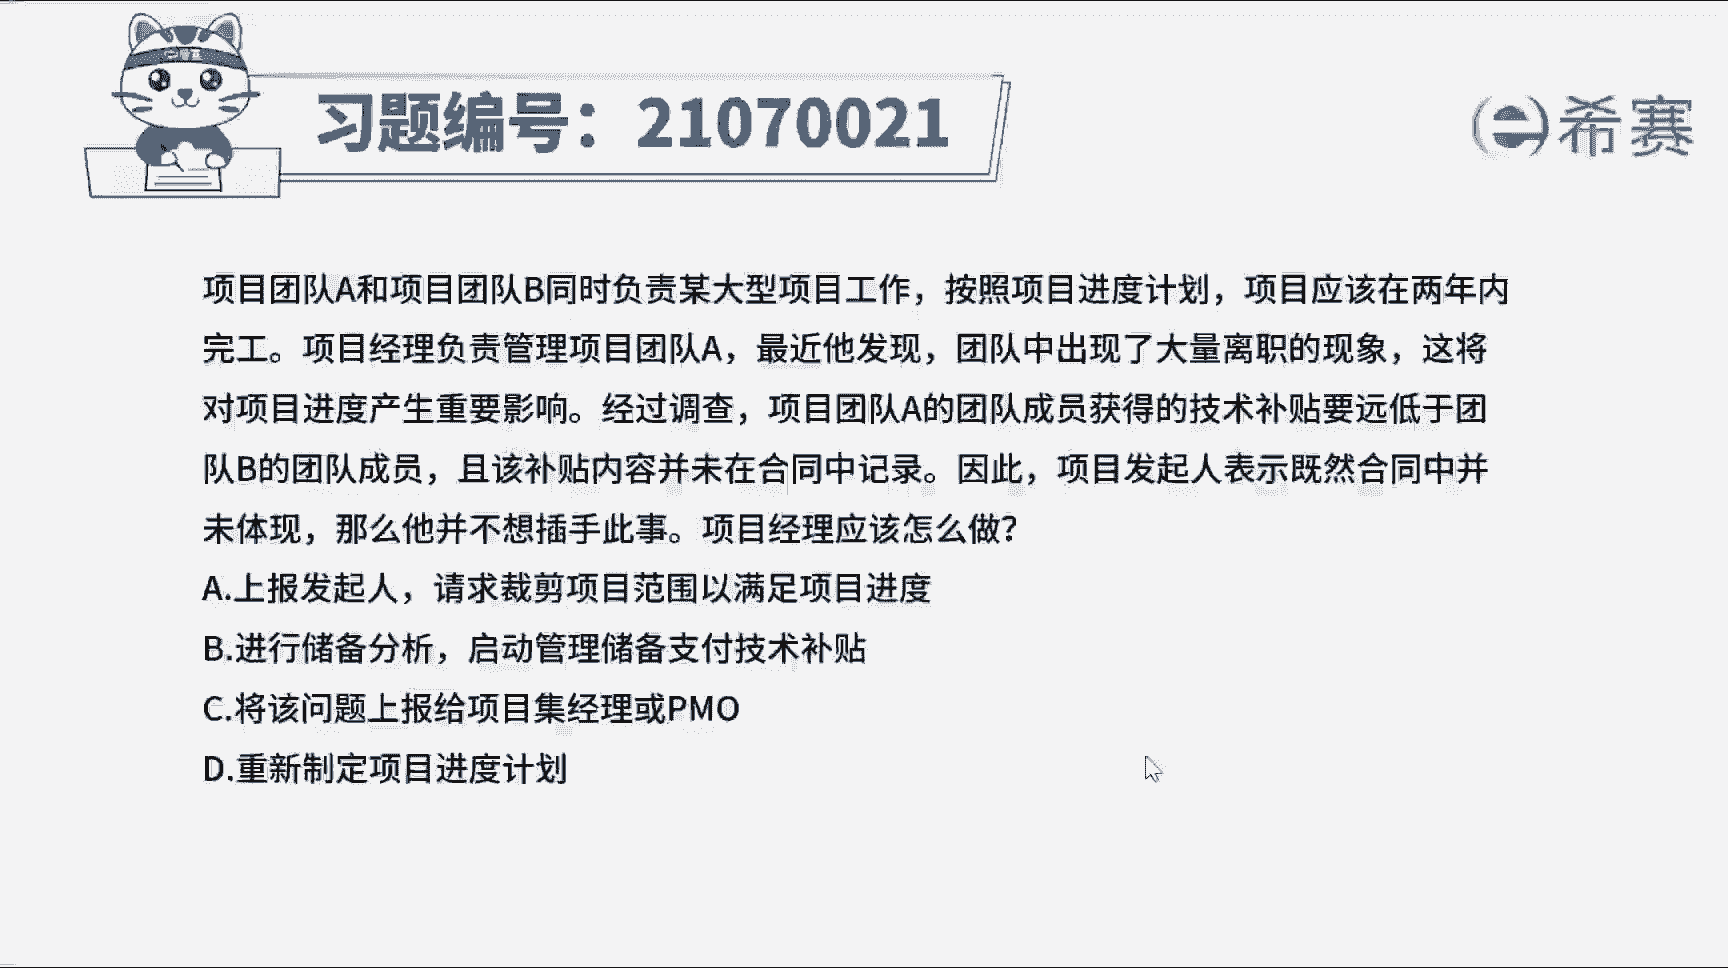 习题编号：21070021
希赛
项目团队A和项目团队B同时负责某大型项目工作，按照项目进度计划，项目应该在两年内
完工。项目经理负责管理项目团队A，最近他发现，团队中出现了大量离职的现象，这将
对项目进度产生重要影响。经过调查，项目团队A的团队成员获得的技术补贴要远低于团
队B的团队成员，且该补贴内容并未在合同中记录。因此，项目发起人表示既然合同中并
未体现，那么他并不想插手此事。项目经理应该怎么做？
A.上报发起人，请求裁剪项目范围以满足项目进度
B.进行储备分析，启动管理储备支付技术补贴
C.将该问题上报给项目集经理或PMO
D.重新制定项目进度计划